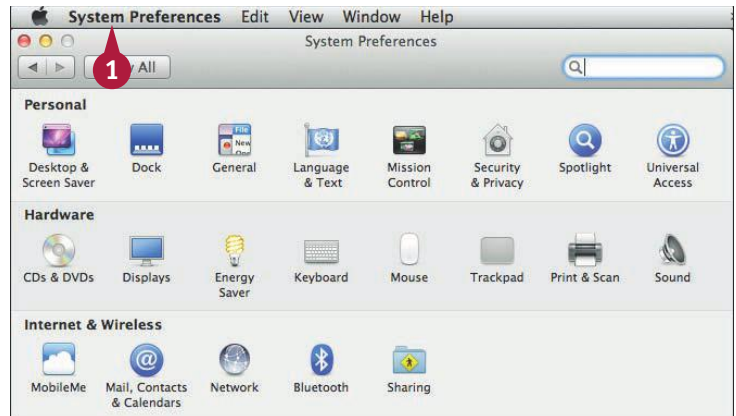 System Preferences Edit View Window Help
System Preferences
1 All
Personal
Desktop & Screen Saver
Dock
General
Language & Text
Mission Control
Security & Privacy
Spotlight
Universal Access
Hardware
CDs & DVDs
Displays
Energy Saver
Keyboard
Mouse
Trackpad
Print & Scan
Sound
Internet & Wireless
MobileMe
Mail, Contacts & Calendars
Network
Bluetooth
Sharing
File
New